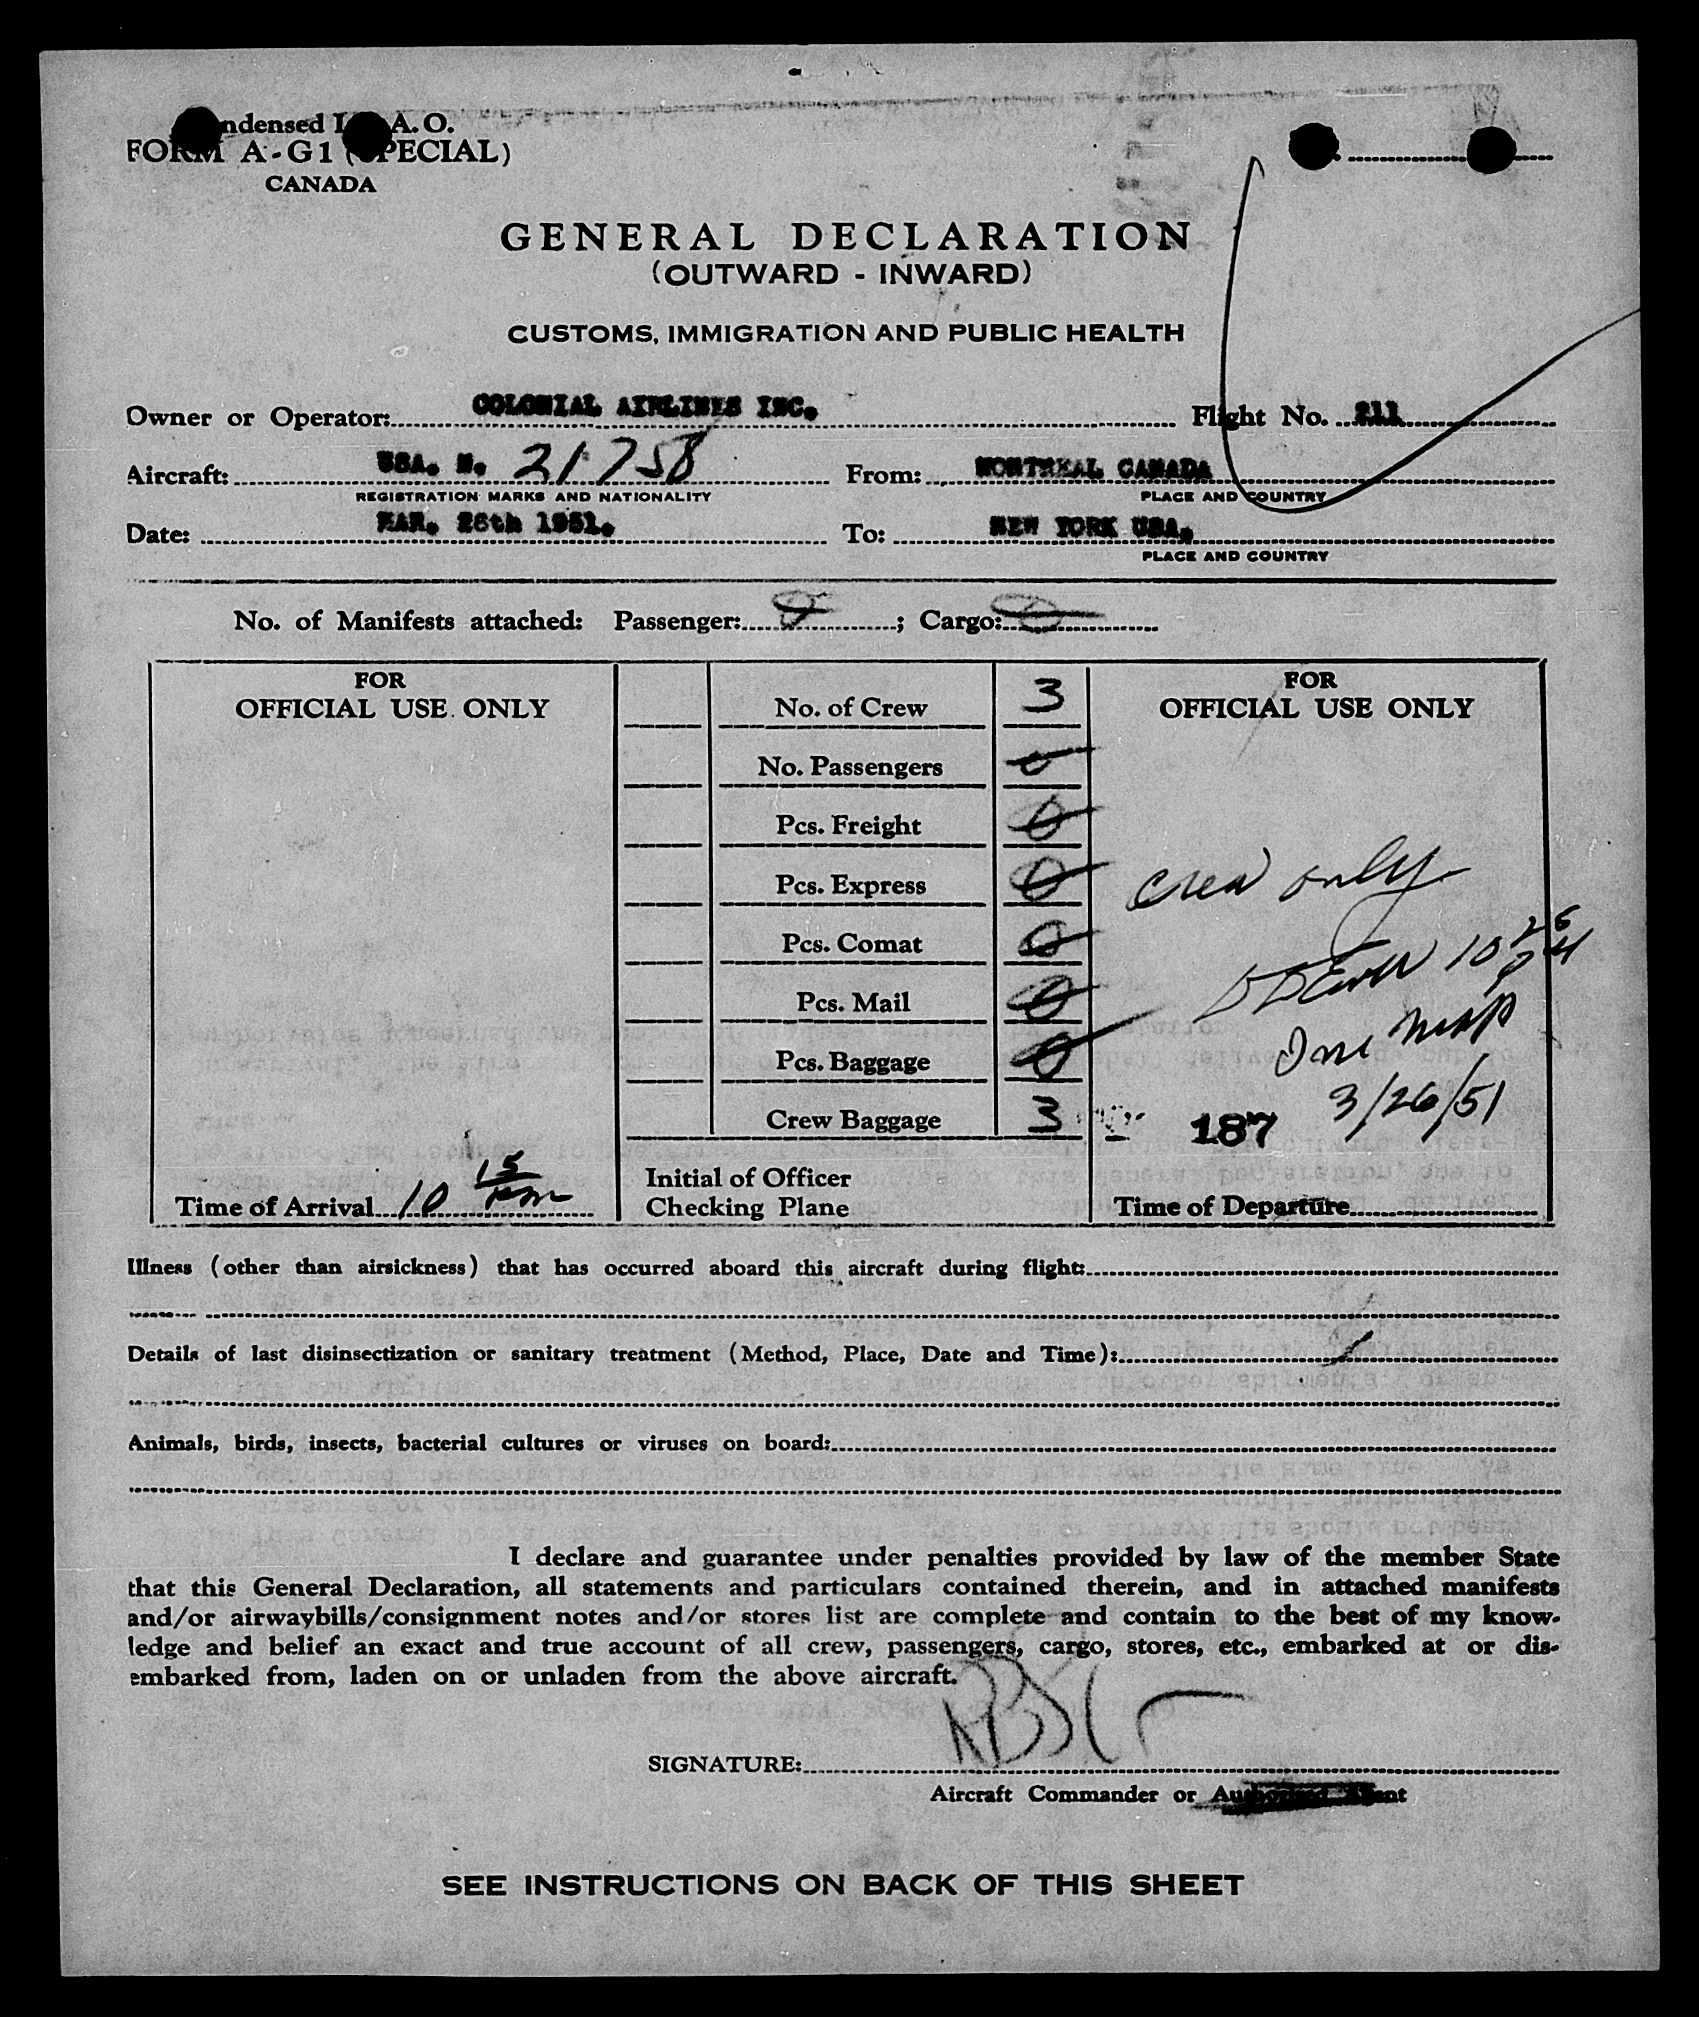 Condensed I.C.A.O.
FORM A-G1 (SPECIAL)
CANADA
GENERAL DECLARATION
(OUTWARD - INWARD)
CUSTOMS, IMMIGRATION AND PUBLIC HEALTH
Owner or Operator: COLONIAL AIRLINES INC. Flight No. 211
Aircraft: USA. N. 21758 From: MONTREAL CANADA
REGISTRATION MARKS AND NATIONALITY PLACE AND COUNTRY
Date: MAR. 26th 1951. To: NEW YORK USA.
PLACE AND COUNTRY
No. of Manifests attached: Passenger: 0; Cargo: 0
FOR
OFFICIAL USE ONLY
No. of Crew 3
No. Passengers 0
Pcs. Freight 0
Pcs. Express 0
Pcs. Comat 0
Pcs. Mail 0
Pcs. Baggage 0
Crew Baggage 3
FOR
OFFICIAL USE ONLY
Crew only
10 25
3/26/51
187
Time of Arrival 10 15 pm
Initial of Officer
Checking Plane
Time of Departure
Illness (other than airsickness) that has occurred aboard this aircraft during flight:
Details of last disinsectization or sanitary treatment (Method, Place, Date and Time):
Animals, birds, insects, bacterial cultures or viruses on board:
I declare and guarantee under penalties provided by law of the member State
that this General Declaration, all statements and particulars contained therein, and in attached manifests
and/or airwaybills/consignment notes and/or stores list are complete and contain to the best of my know-
ledge and belief an exact and true account of all crew, passengers, cargo, stores, etc., embarked at or dis-
embarked from, laden on or unladen from the above aircraft.
SIGNATURE:
Aircraft Commander or Authorized Agent
SEE INSTRUCTIONS ON BACK OF THIS SHEET